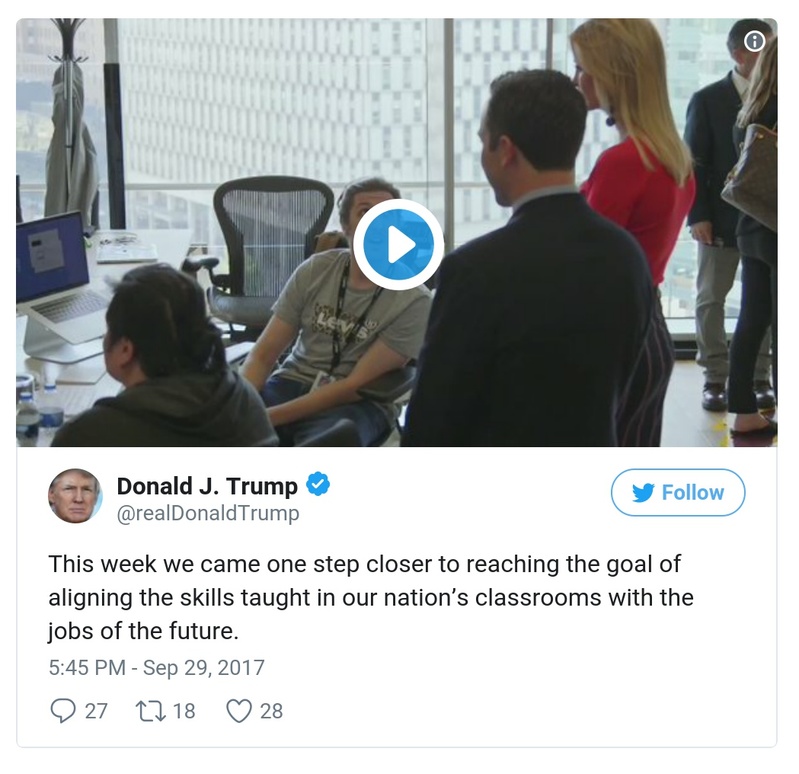 LEVI'S
Donald J. Trump
@realDonaldTrump
Follow
This week we came one step closer to reaching the goal of
aligning the skills taught in our nation’s classrooms with the
jobs of the future.
5:45 PM - Sep 29, 2017
27 18 28